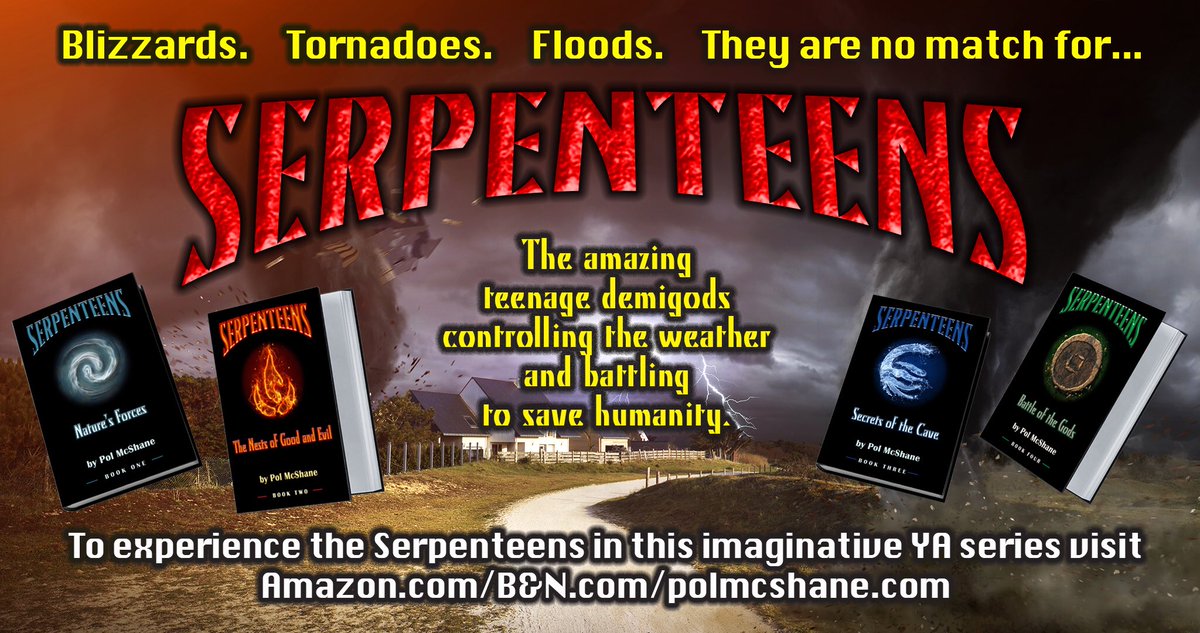 Blizzards. Tornadoes. Floods. They are no match for...
SERPENTEENS
The amazing
teenage demigods
controlling the weather
and battling
to save humanity.
SERPENTEENS
Nature's Forces
by Pol McShane
BOOK ONE
SERPENTEENS
The Nests of Good and Evil
by Pol McShane
BOOK TWO
SERPENTEENS
Secrets of the Cave
by Pol McShane
BOOK THREE
SERPENTEENS
Battle of the Gods
by Pol McShane
BOOK FOUR
To experience the Serpenteens in this imaginative YA series visit
Amazon.com/B&N.com/polmcshane.com